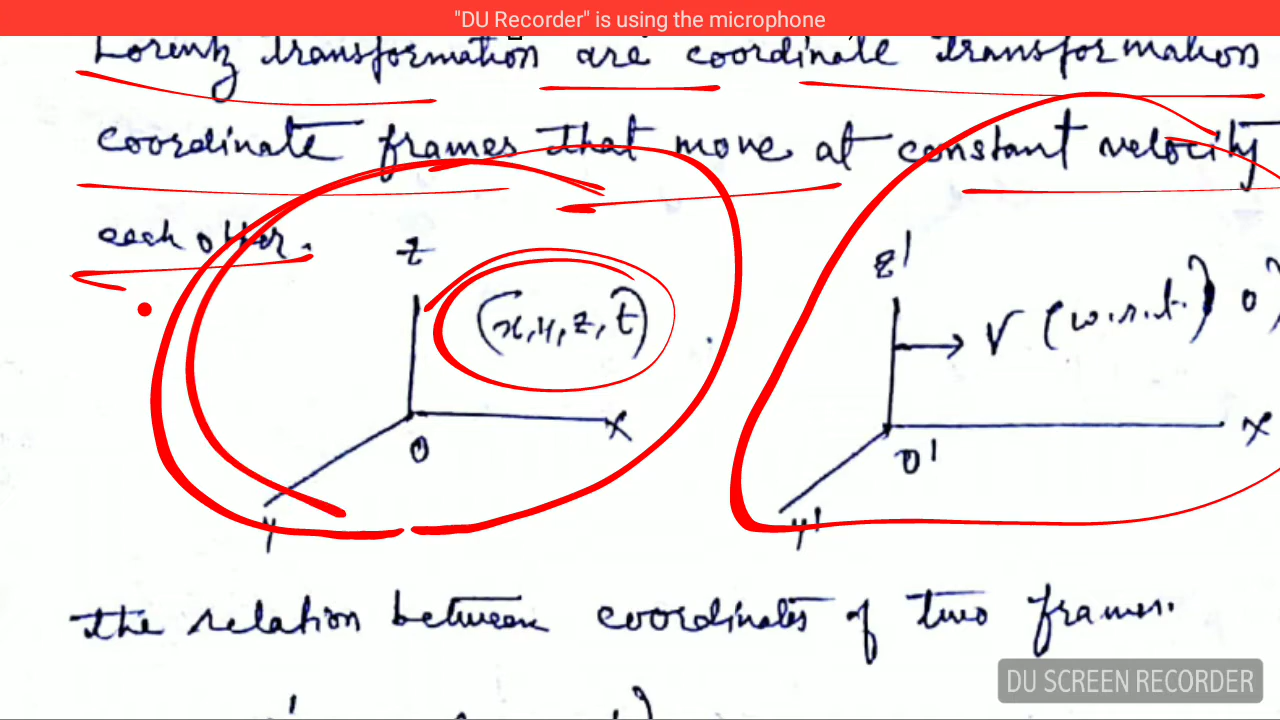 "DU Recorder" is using the microphone
Lorentz transformation are coordinate transformations
coordinate frames that move at constant velocity
each other.
Z
Z'
(x, y, z, t)
V (w.r.t.) O)
X
X
O
O'
Y
Y'
the relation between coordinates of two frames.
DU SCREEN RECORDER